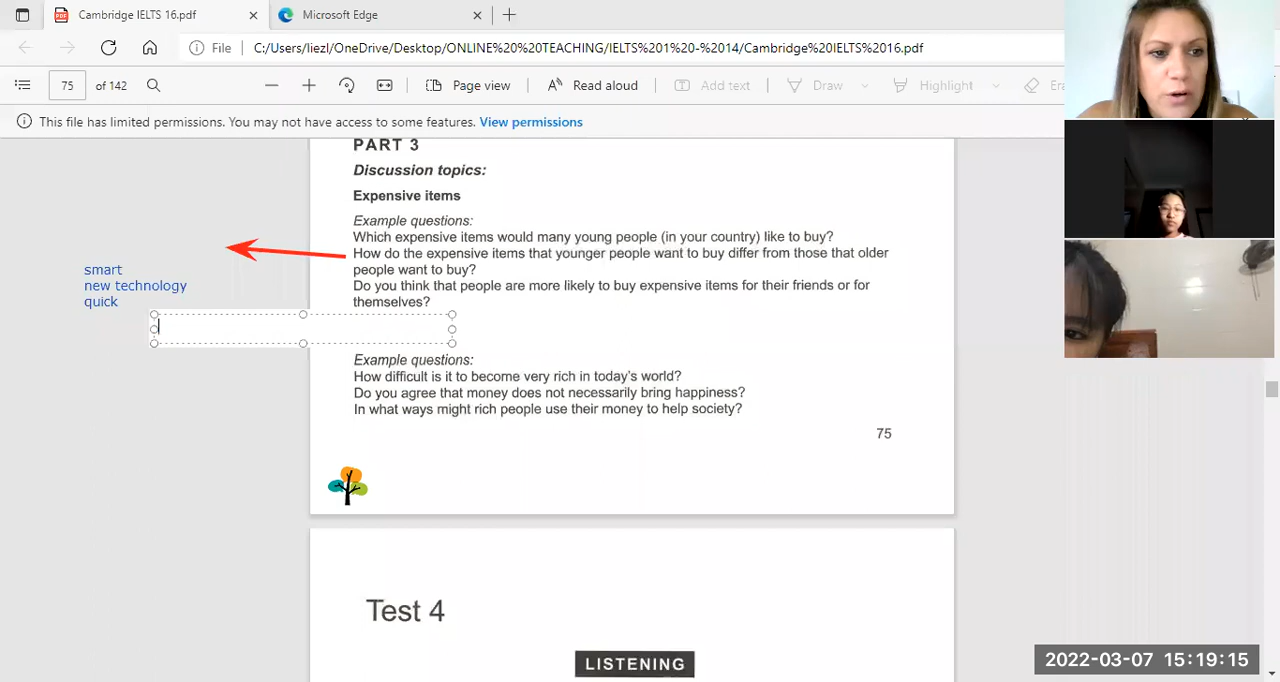 Cambridge IELTS 16.pdf
Microsoft Edge
File
C:/Users/liezl/OneDrive/Desktop/ONLINE%20%20TEACHING/IELTS%201%20-%2014/Cambridge%20IELTS%2016.pdf
75 of 142
Page view
Read aloud
Add text
Draw
Highlight
Era
This file has limited permissions. You may not have access to some features. View permissions
PART 3
Discussion topics:
Expensive items
Example questions:
Which expensive items would many young people (in your country) like to buy?
How do the expensive items that younger people want to buy differ from those that older
people want to buy?
Do you think that people are more likely to buy expensive items for their friends or for
themselves?
smart
new technology
quick
Example questions:
How difficult is it to become very rich in today's world?
Do you agree that money does not necessarily bring happiness?
In what ways might rich people use their money to help society?
75
Test 4
LISTENING
2022-03-07 15:19:15